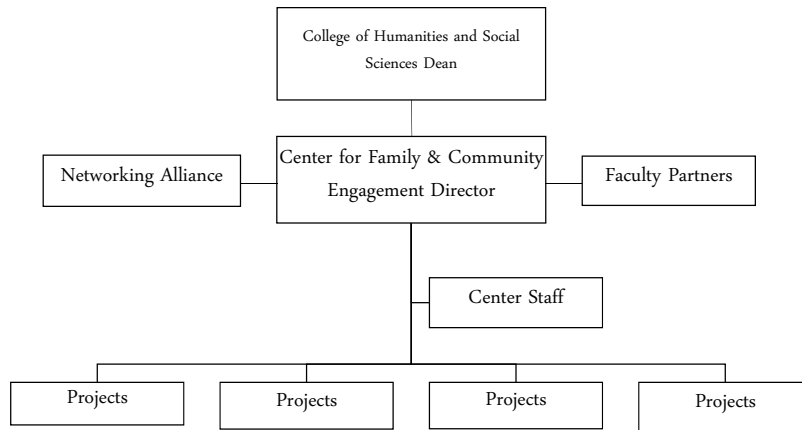 College of Humanities and Social
Sciences Dean
Center for Family & Community
Engagement Director
Networking Alliance
Faculty Partners
Center Staff
Projects
Projects
Projects
Projects